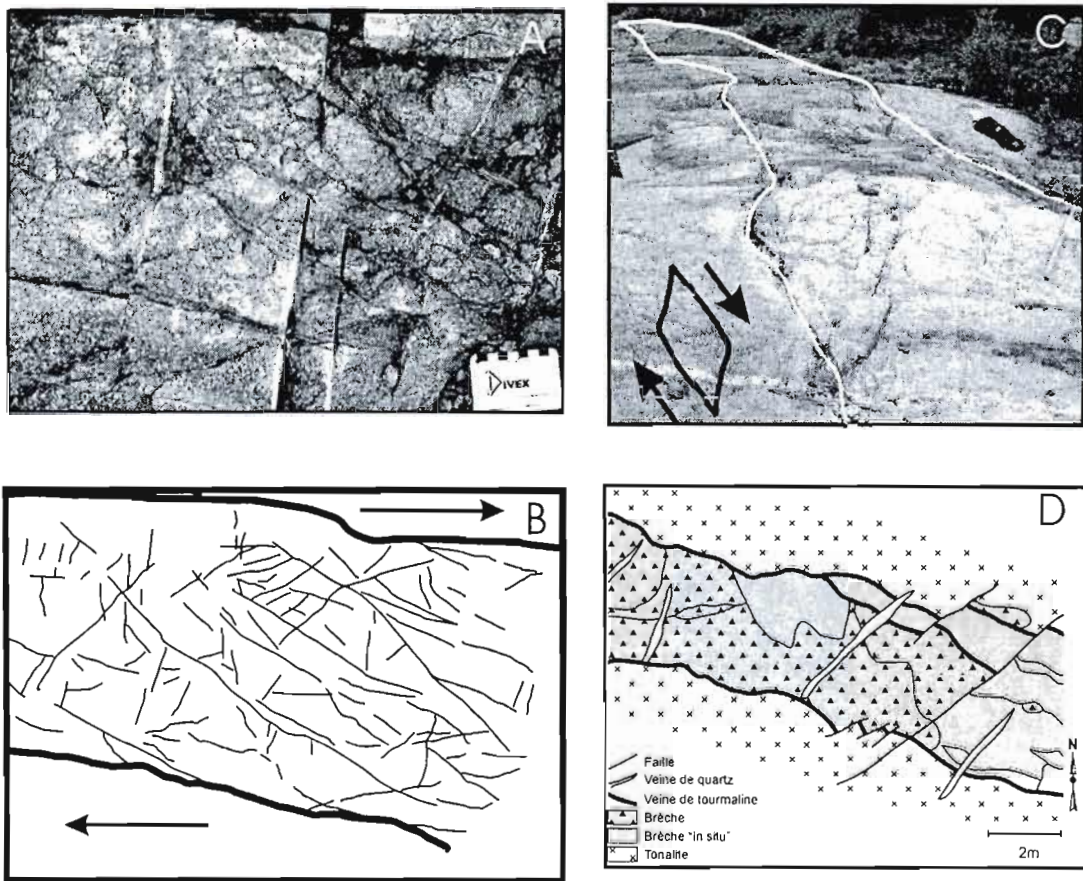 A
C
DIVEX
B
D
Faille
Veine de quartz
Veine de tourmaline
Brèche
Brèche "in situ"
Tonalite
N
2m